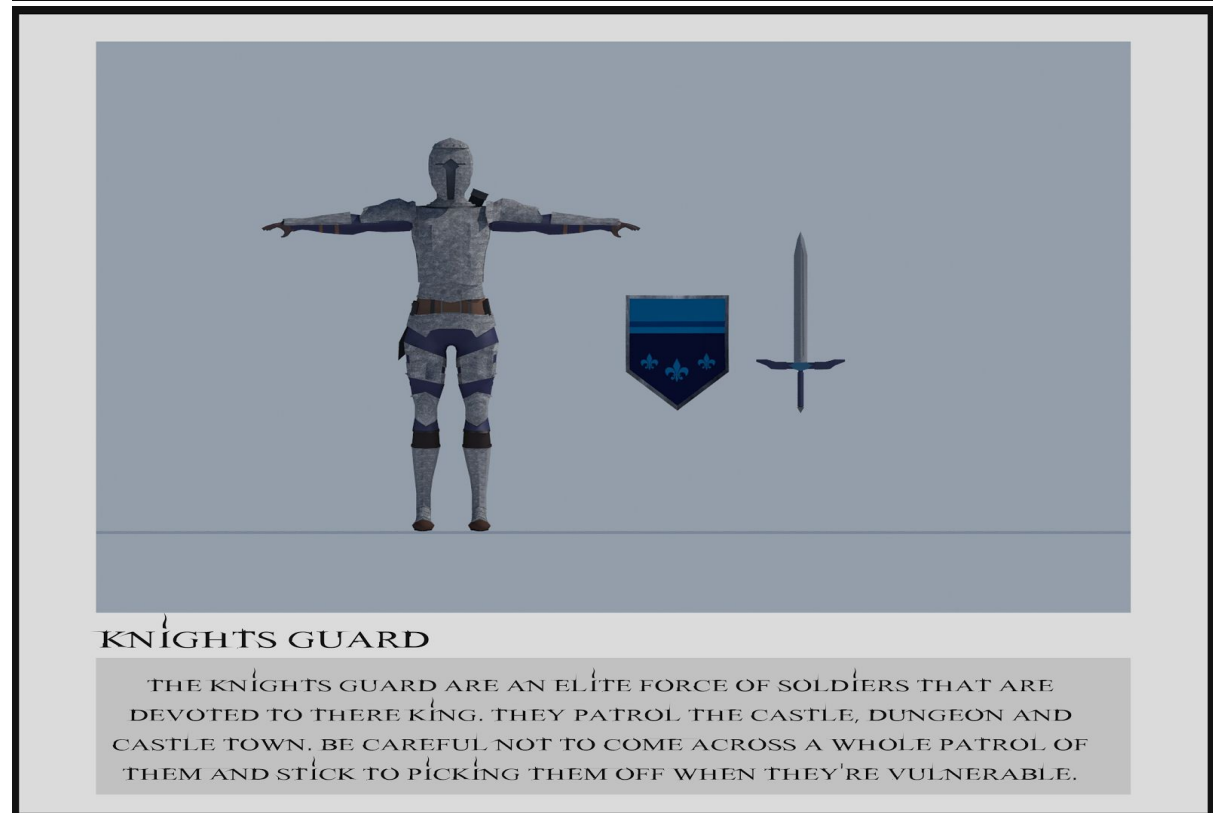 KNIGHTS GUARD
THE KNIGHTS GUARD ARE AN ELITE FORCE OF SOLDIERS THAT ARE
DEVOTED TO THERE KING. THEY PATROL THE CASTLE, DUNGEON AND
CASTLE TOWN. BE CAREFUL NOT TO COME ACROSS A WHOLE PATROL OF
THEM AND STICK TO PICKING THEM OFF WHEN THEY'RE VULNERABLE.